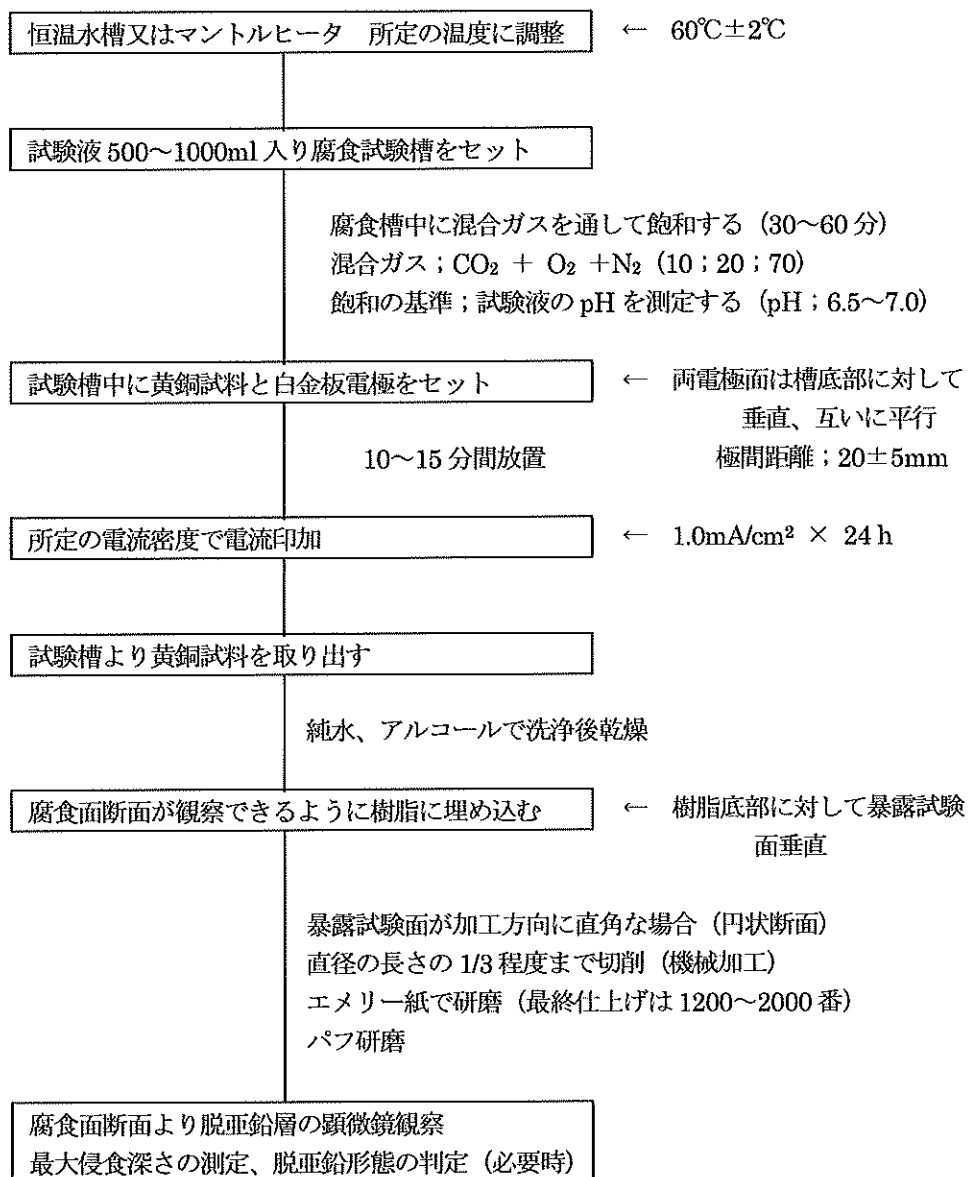 恒温水槽又はマントルヒータ　所定の温度に調整　←　60℃±2℃
試験液 500～1000ml 入り腐食試験槽をセット
腐食槽中に混合ガスを通して飽和する（30～60 分）
混合ガス；CO₂ + O₂ +N₂（10；20；70）
飽和の基準；試験液の pH を測定する（pH；6.5～7.0）
試験槽中に黄銅試料と白金板電極をセット　←　両電極面は槽底部に対して
垂直、互いに平行
10～15 分間放置　極間距離；20±5mm
所定の電流密度で電流印加　←　1.0mA/cm² × 24 h
試験槽より黄銅試料を取り出す
純水、アルコールで洗浄後乾燥
腐食面断面が観察できるように樹脂に埋め込む　←　樹脂底部に対して暴露試験
面垂直
暴露試験面が加工方向に直角な場合（円状断面）
直径の長さの 1/3 程度まで切削（機械加工）
エメリー紙で研磨（最終仕上げは 1200～2000 番）
バフ研磨
腐食面断面より脱亜鉛層の顕微鏡観察
最大侵食深さの測定、脱亜鉛形態の判定（必要時）